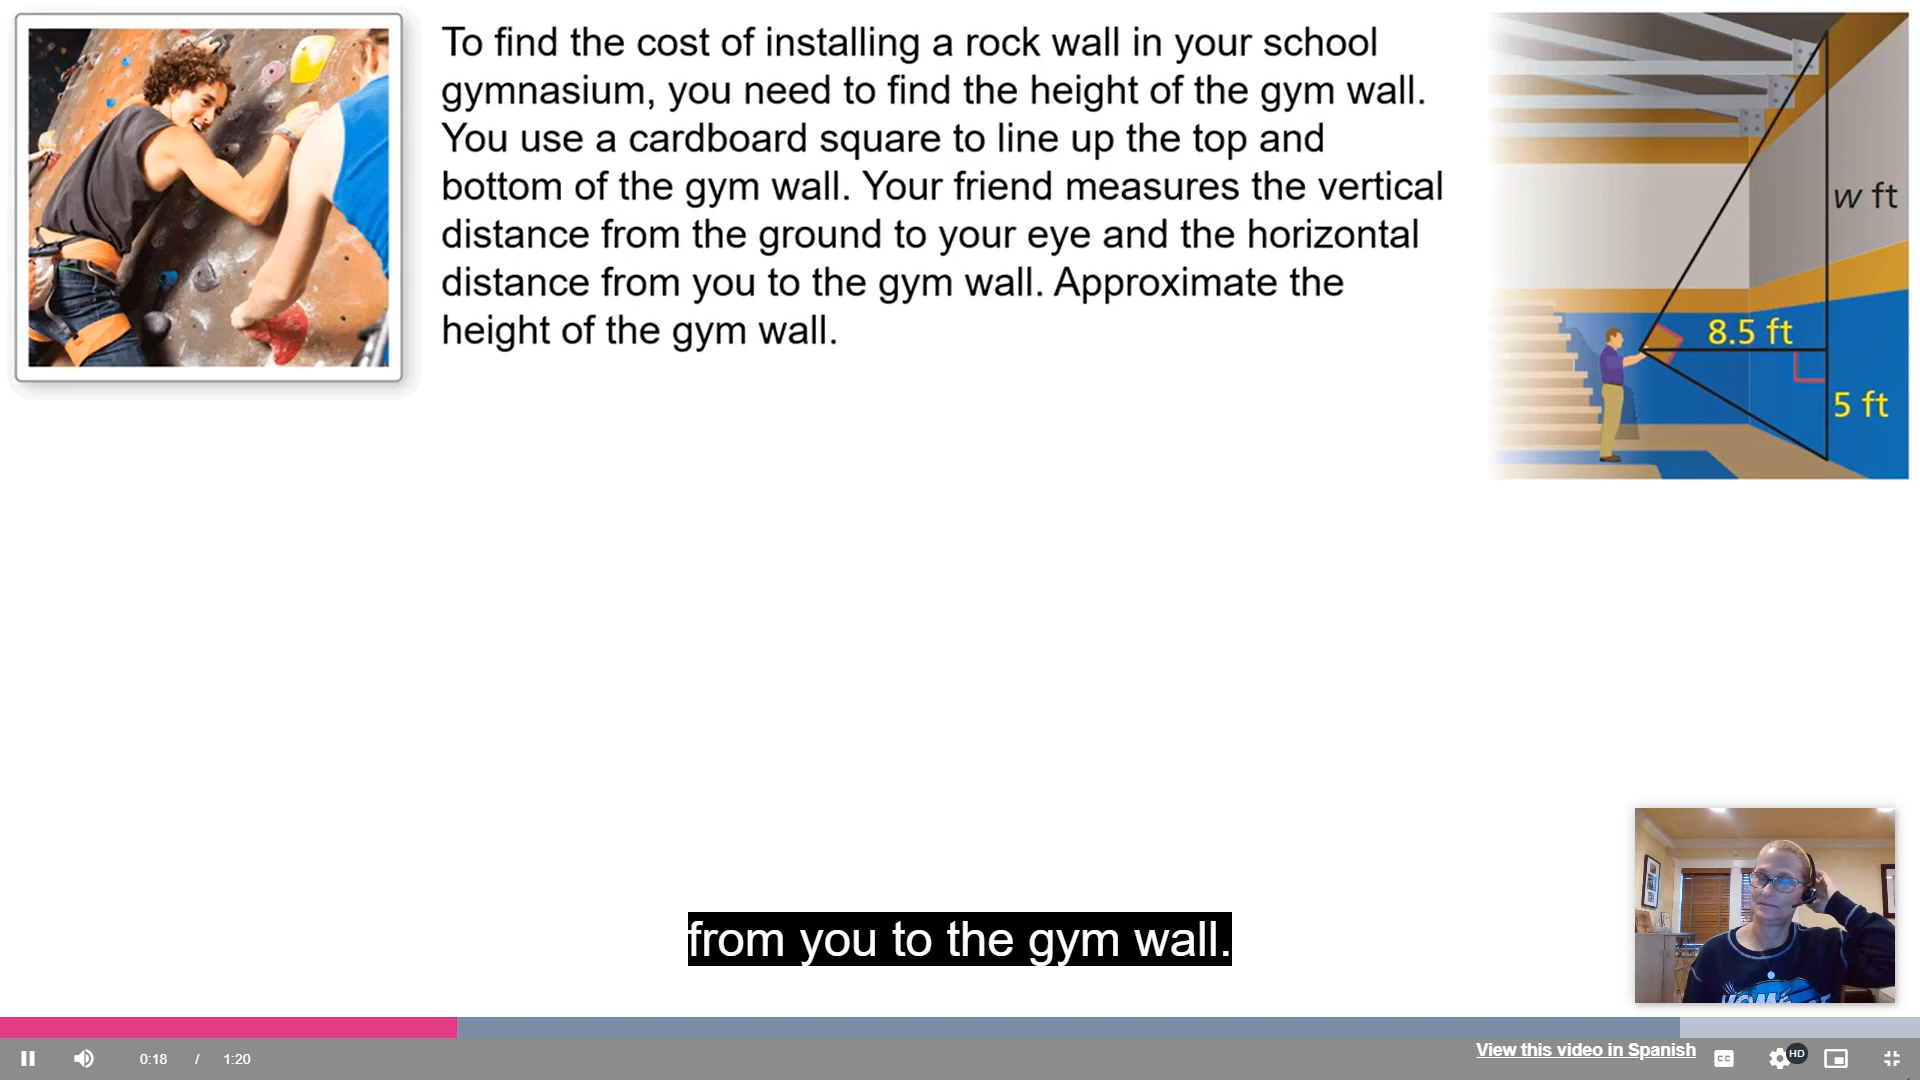 To find the cost of installing a rock wall in your school
gymnasium, you need to find the height of the gym wall.
You use a cardboard square to line up the top and
bottom of the gym wall. Your friend measures the vertical
distance from the ground to your eye and the horizontal
distance from you to the gym wall. Approximate the
height of the gym wall.
w ft
8.5 ft
5 ft
from you to the gym wall.
0:18 / 1:20
View this video in Spanish
CC
HD